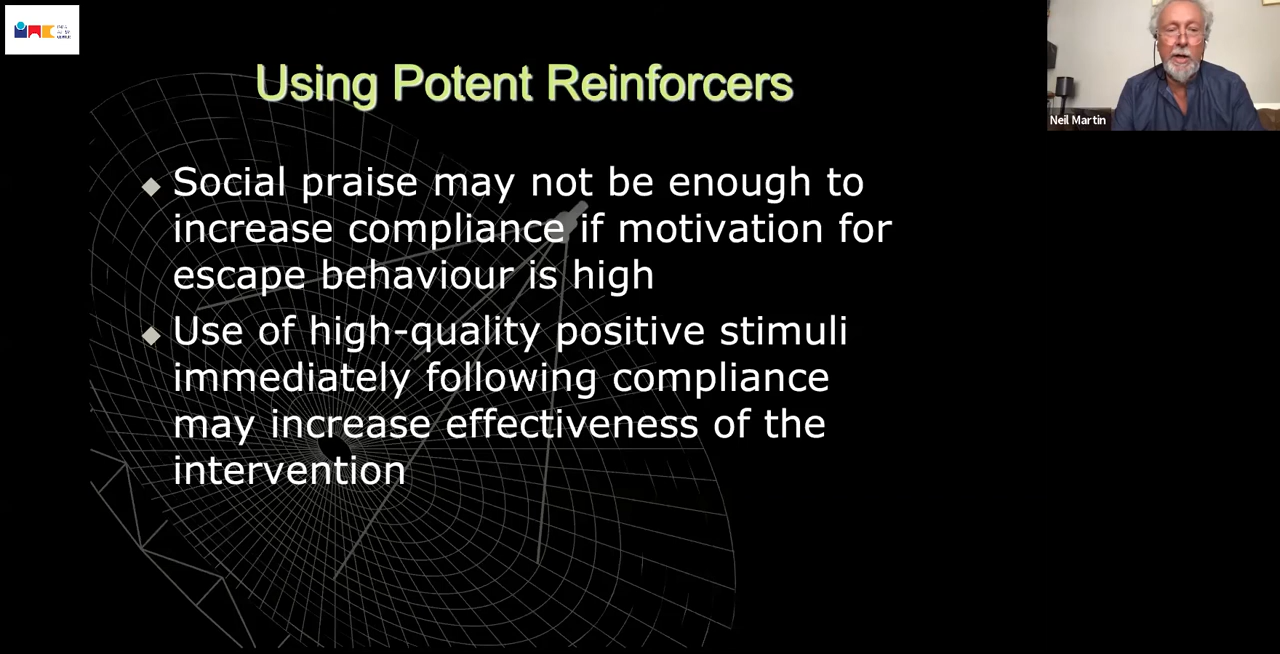 Using Potent Reinforcers
Social praise may not be enough to
increase compliance if motivation for
escape behaviour is high
Use of high-quality positive stimuli
immediately following compliance
may increase effectiveness of the
intervention
Neil Martin